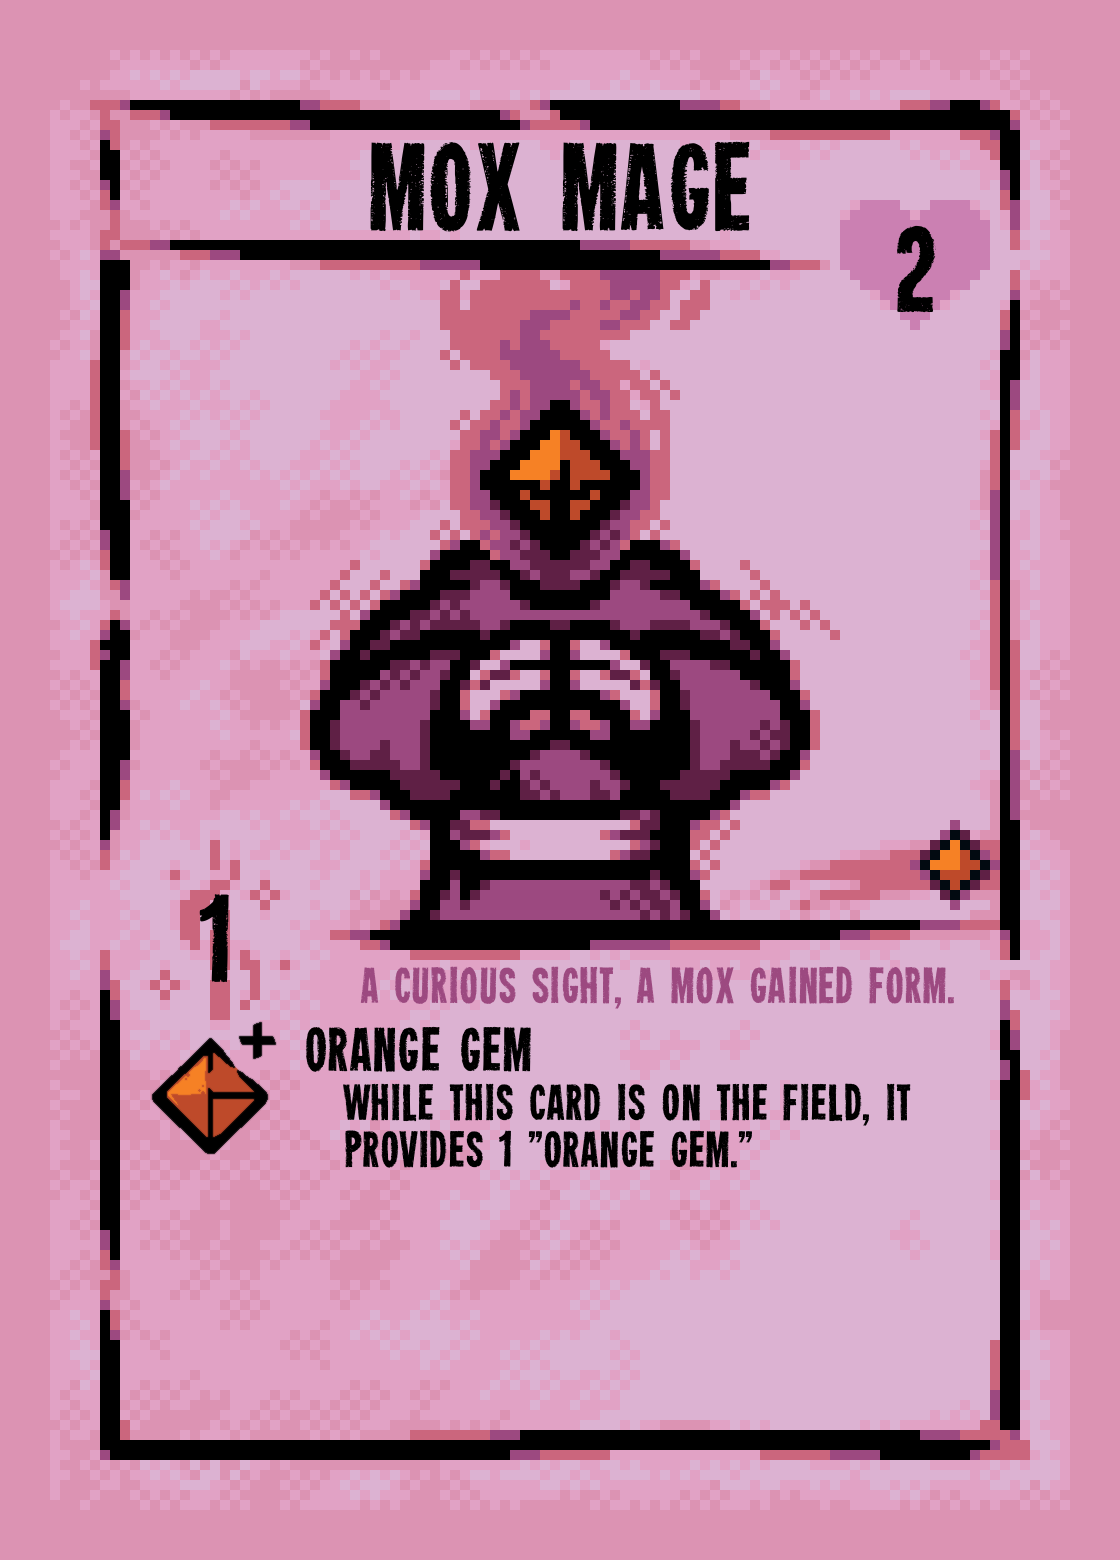 MOX MAGE
2
1
A CURIOUS SIGHT, A MOX GAINED FORM.
+
ORANGE GEM
WHILE THIS CARD IS ON THE FIELD, IT
PROVIDES 1 "ORANGE GEM."